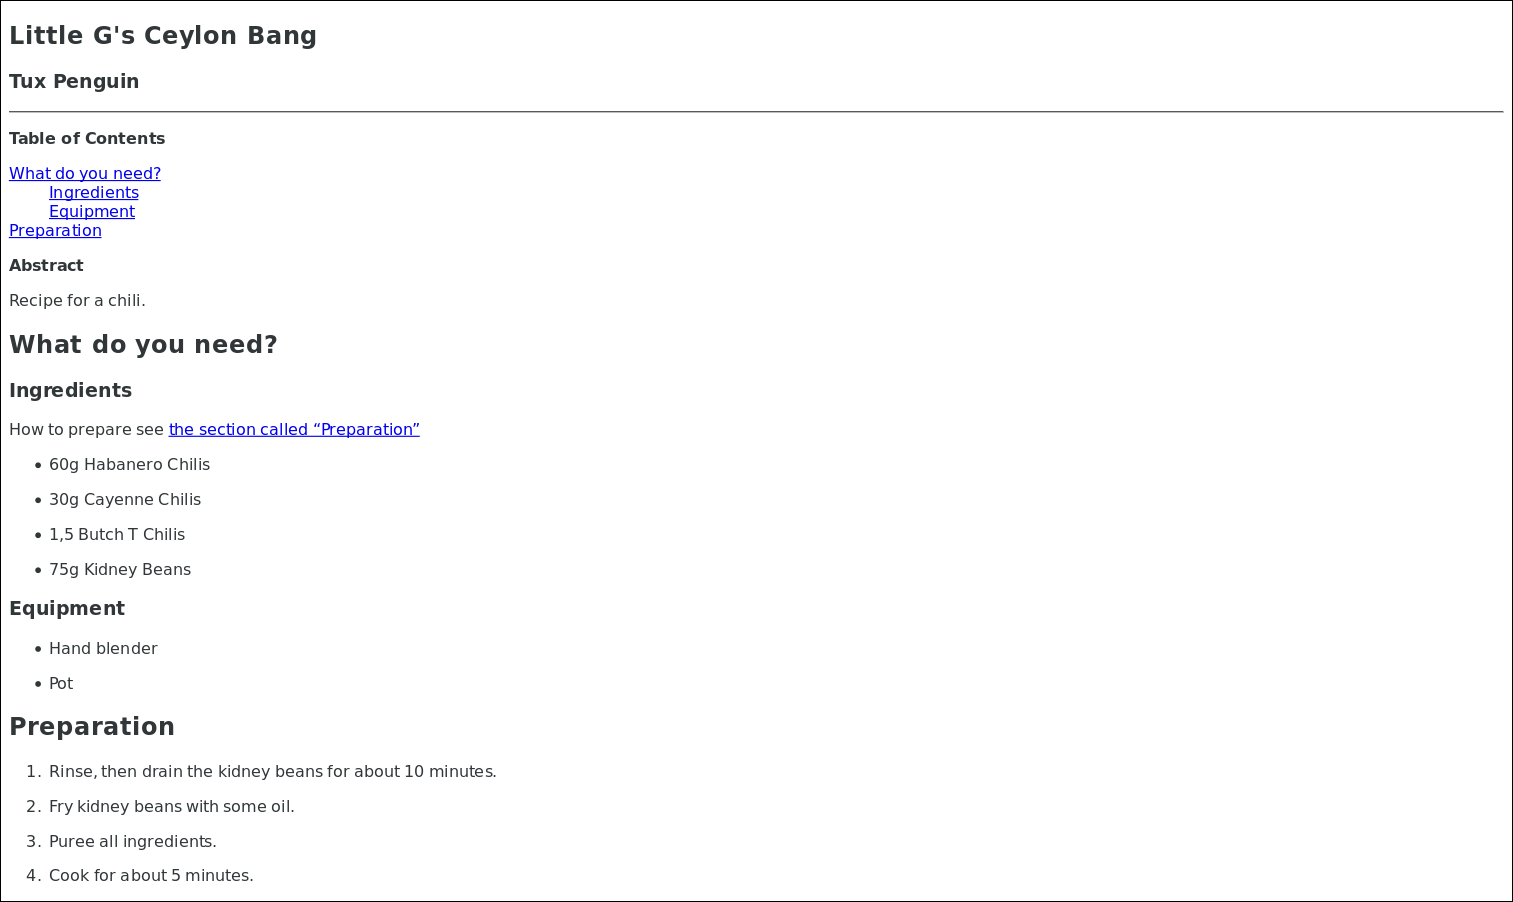 Little G's Ceylon Bang
Tux Penguin
Table of Contents
What do you need?
Ingredients
Equipment
Preparation
Abstract
Recipe for a chili.
What do you need?
Ingredients
How to prepare see the section called “Preparation”
• 60g Habanero Chilis
• 30g Cayenne Chilis
• 1,5 Butch T Chilis
• 75g Kidney Beans
Equipment
• Hand blender
• Pot
Preparation
1. Rinse, then drain the kidney beans for about 10 minutes.
2. Fry kidney beans with some oil.
3. Puree all ingredients.
4. Cook for about 5 minutes.